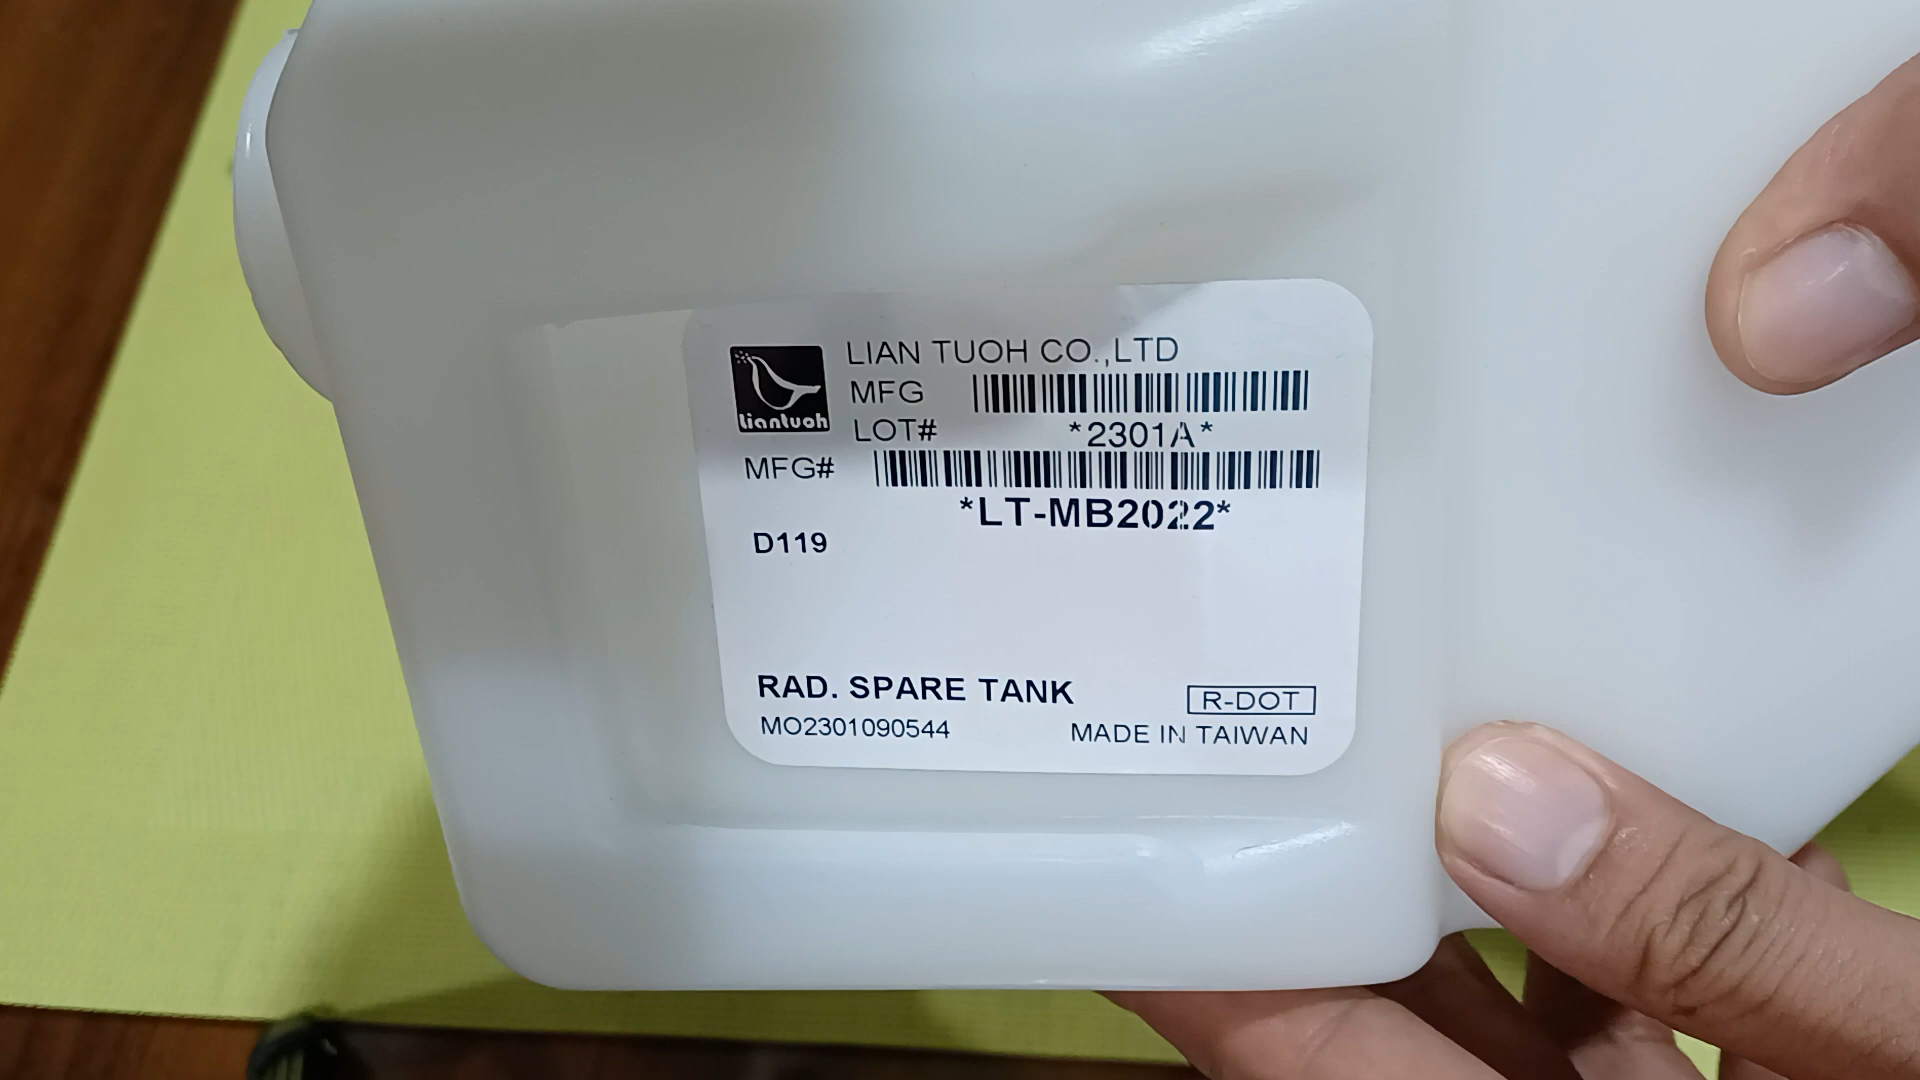 liantuoh
LIAN TUOH CO.,LTD
MFG
LOT# *2301A*
MFG#
*LT-MB2022*
D119
RAD. SPARE TANK
R-DOT
MO2301090544
MADE IN TAIWAN